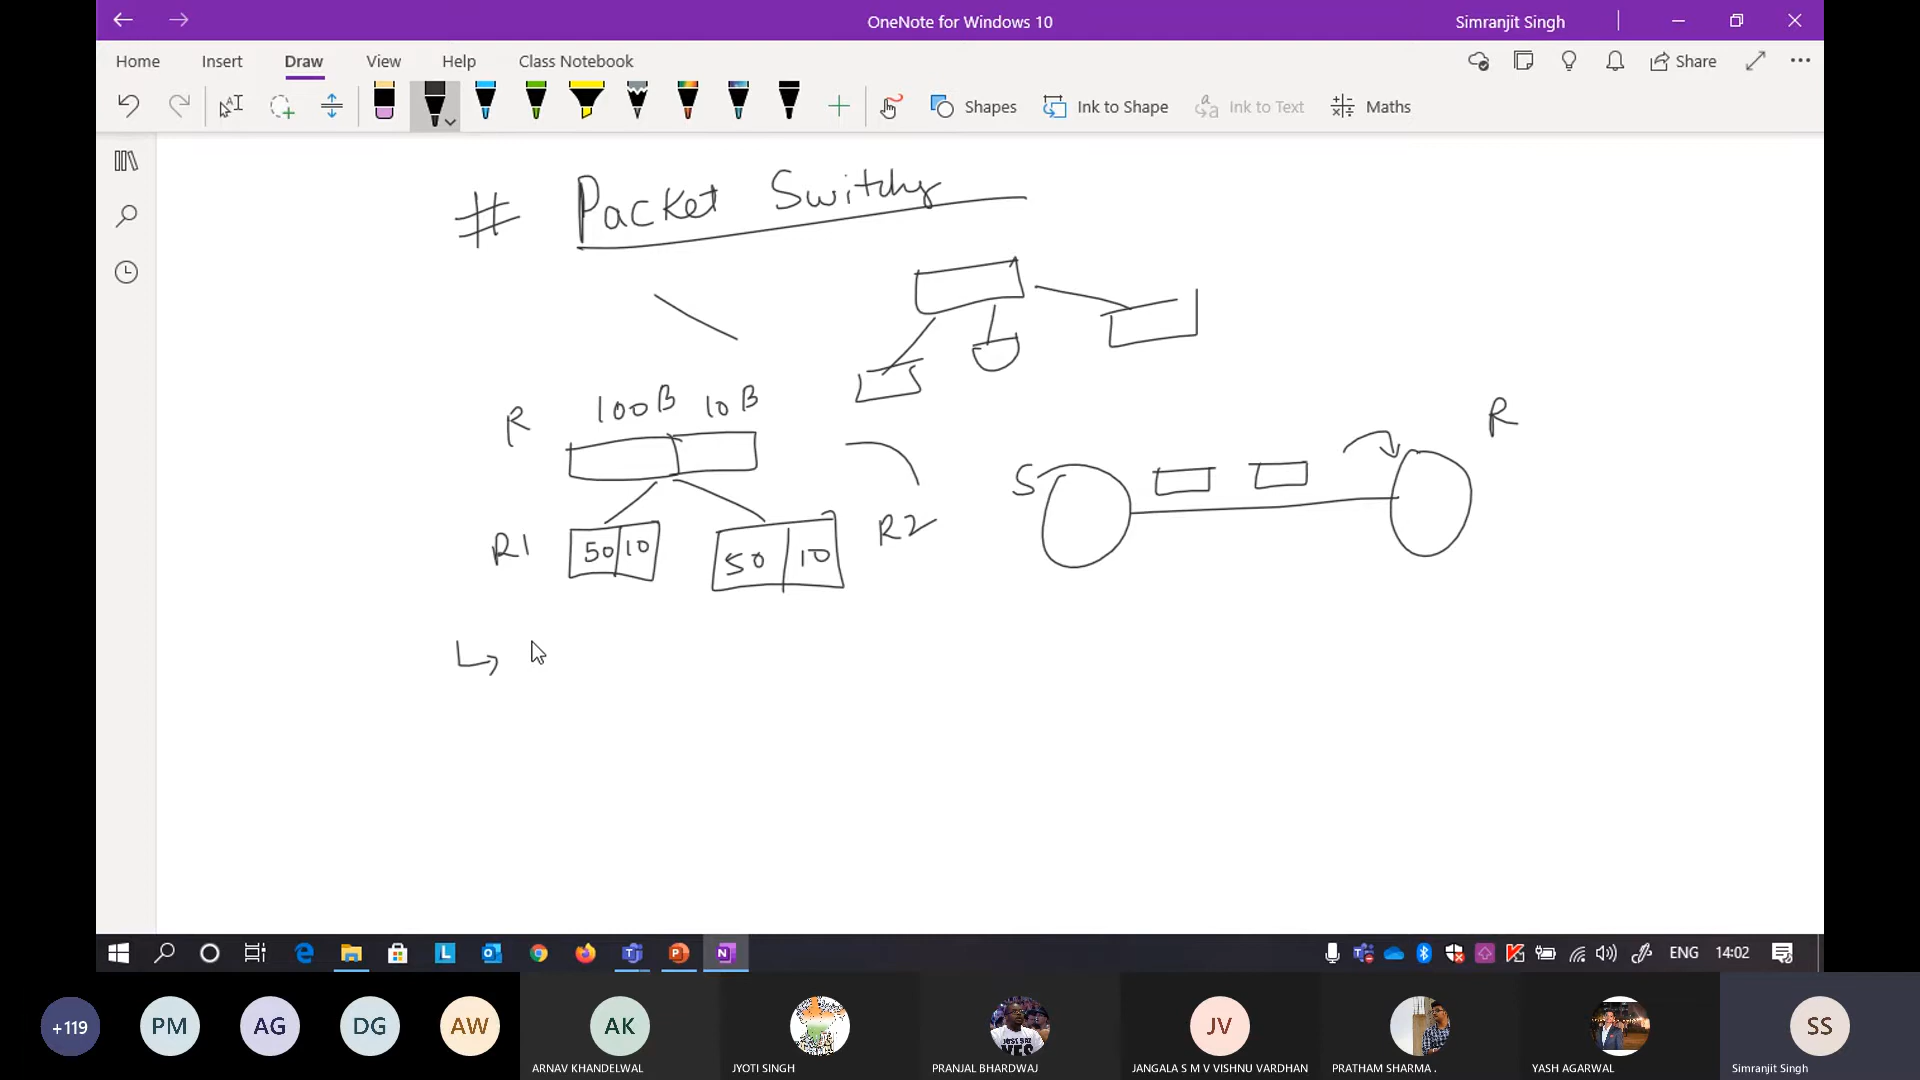 OneNote for Windows 10
Simranjit Singh
Home Insert Draw View Help Class Notebook
Share
Shapes Ink to Shape Ink to Text Maths
# Packet Switchg
R 100B 10B
R
S
R1 50 10 50 10 R2
ENG 14:02
+119 PM AG DG AW AK JV SS
ARNAV KHANDELWAL JYOTI SINGH PRANJAL BHARDWAJ JANGALA S M V VISHNU VARDHAN PRATHAM SHARMA . YASH AGARWAL Simranjit Singh